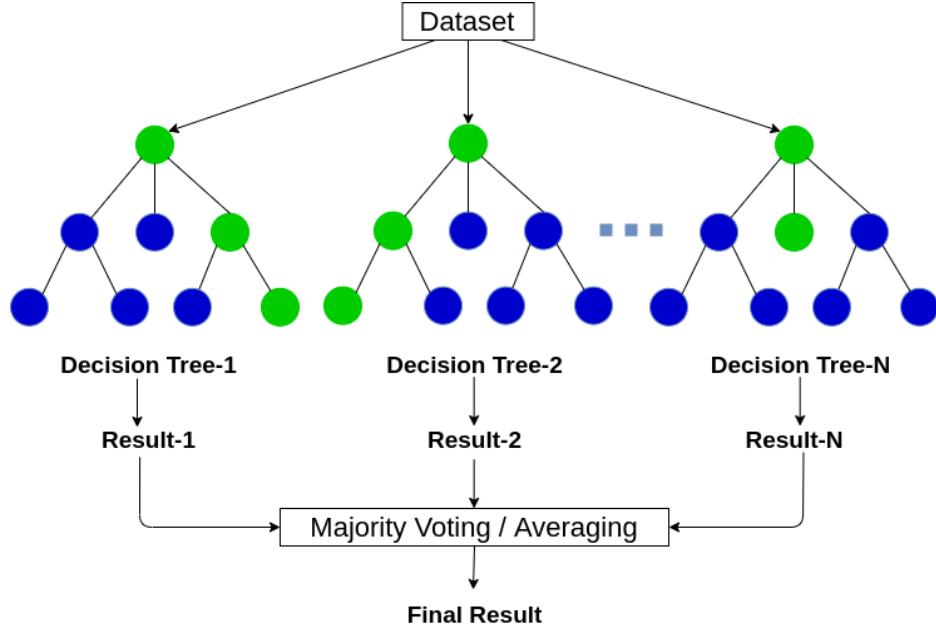 Dataset
Decision Tree-1
Decision Tree-2
Decision Tree-N
Result-1
Result-2
Result-N
Majority Voting / Averaging
Final Result